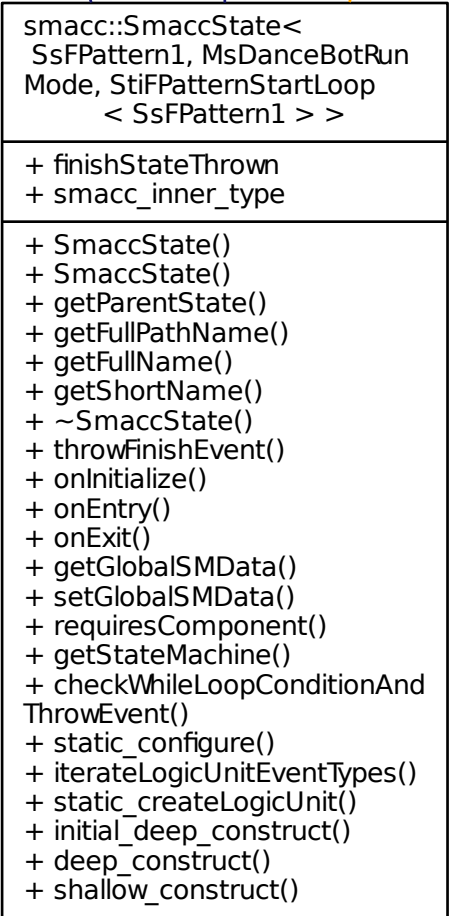 smacc::SmaccState<
SsFPattern1, MsDanceBotRun
Mode, StiFPatternStartLoop
< SsFPattern1 > >
+ finishStateThrown
+ smacc_inner_type
+ SmaccState()
+ SmaccState()
+ getParentState()
+ getFullPathName()
+ getFullName()
+ getShortName()
+ ~SmaccState()
+ throwFinishEvent()
+ onInitialize()
+ onEntry()
+ onExit()
+ getGlobalSMData()
+ setGlobalSMData()
+ requiresComponent()
+ getStateMachine()
+ checkWhileLoopConditionAnd
ThrowEvent()
+ static_configure()
+ iterateLogicUnitEventTypes()
+ static_createLogicUnit()
+ initial_deep_construct()
+ deep_construct()
+ shallow_construct()